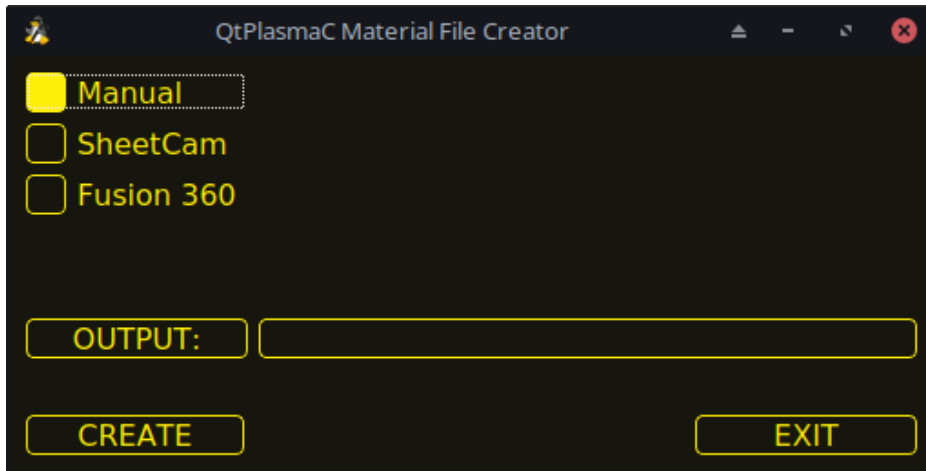 QtPlasmaC Material File Creator
Manual
SheetCam
Fusion 360
OUTPUT:
CREATE
EXIT